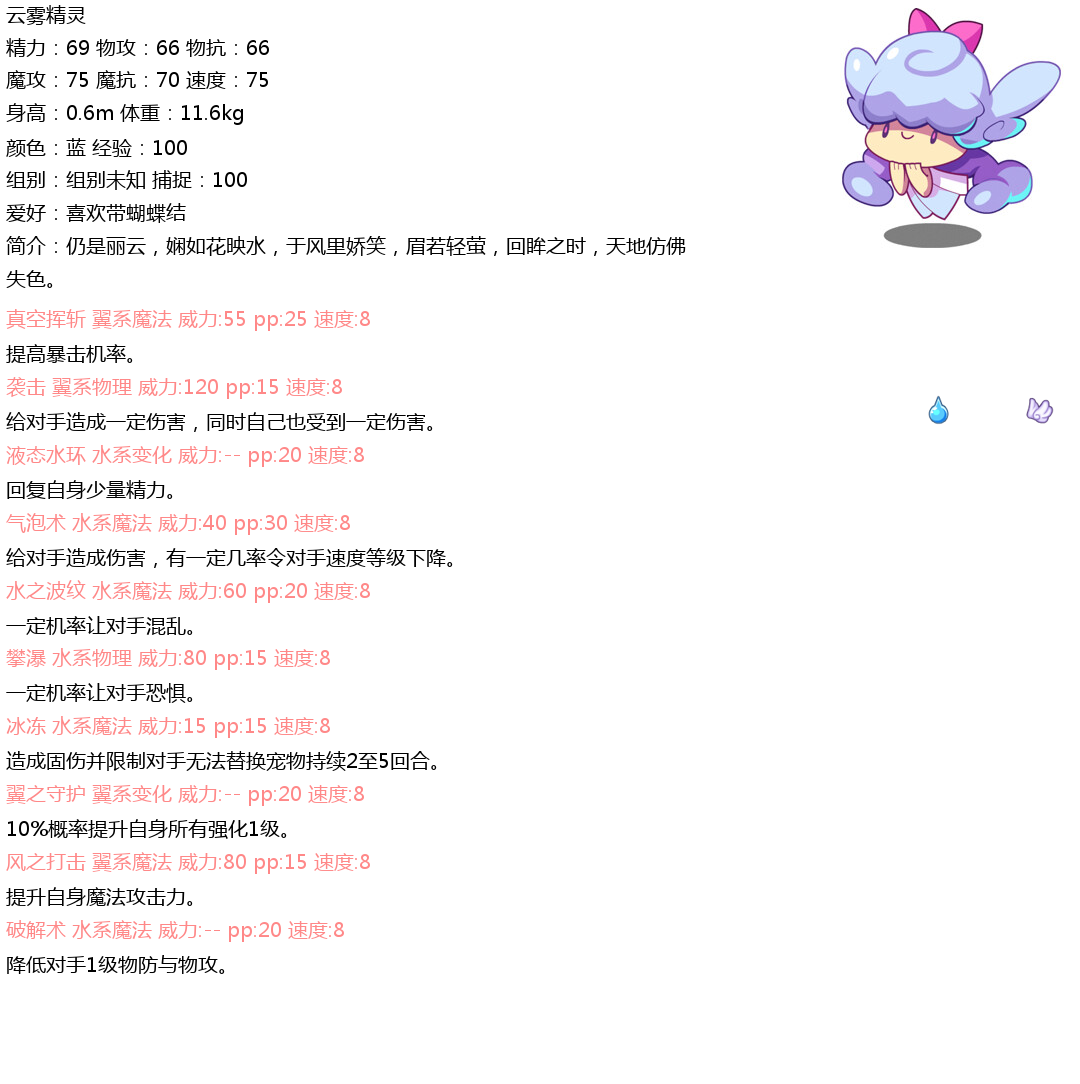 云雾精灵
精力：69 物攻：66 物抗：66
魔攻：75 魔抗：70 速度：75
身高：0.6m 体重：11.6kg
颜色：蓝 经验：100
组别：组别未知 捕捉：100
爱好：喜欢带蝴蝶结
简介：仍是丽云，娴如花映水，于风里娇笑，眉若轻萤，回眸之时，天地仿佛
失色。
真空挥斩 翼系魔法 威力:55 pp:25 速度:8
提高暴击机率。
袭击 翼系物理 威力:120 pp:15 速度:8
给对手造成一定伤害，同时自己也受到一定伤害。
液态水环 水系变化 威力:-- pp:20 速度:8
回复自身少量精力。
气泡术 水系魔法 威力:40 pp:30 速度:8
给对手造成伤害，有一定几率令对手速度等级下降。
水之波纹 水系魔法 威力:60 pp:20 速度:8
一定机率让对手混乱。
攀瀑 水系物理 威力:80 pp:15 速度:8
一定机率让对手恐惧。
冰冻 水系魔法 威力:15 pp:15 速度:8
造成固伤并限制对手无法替换宠物持续2至5回合。
翼之守护 翼系变化 威力:-- pp:20 速度:8
10%概率提升自身所有强化1级。
风之打击 翼系魔法 威力:80 pp:15 速度:8
提升自身魔法攻击力。
破解术 水系魔法 威力:-- pp:20 速度:8
降低对手1级物防与物攻。